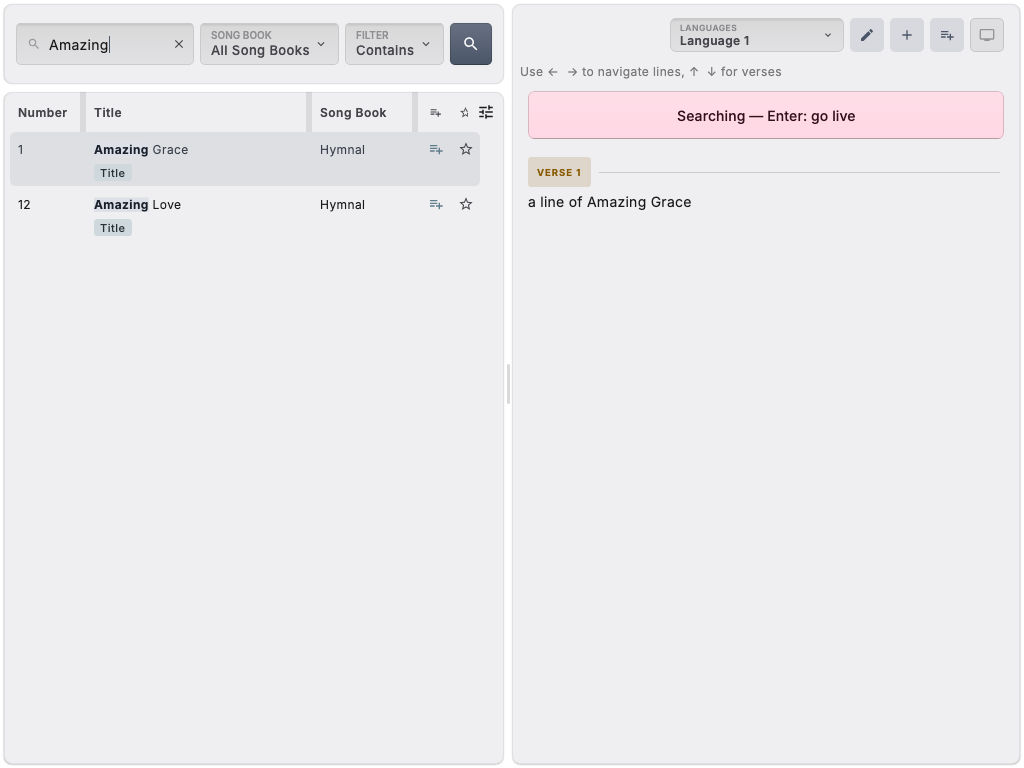 Amazing
SONG BOOK
All Song Books
FILTER
Contains
Number Title Song Book
1 Amazing Grace Hymnal
Title
12 Amazing Love Hymnal
Title
LANGUAGES
Language 1
Use ← → to navigate lines, ↑ ↓ for verses
Searching — Enter: go live
VERSE 1
a line of Amazing Grace